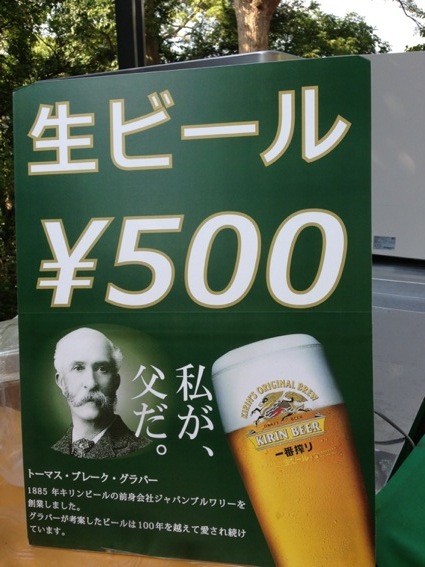 生ビール
¥500
私が、
父だ。
KIRIN'S ORIGINAL BREW
KIRIN BEER
一番搾り
トーマス・ブレーク・グラバー
1885年キリンビールの前身会社ジャパンブルワリーを
創業しました。
グラバーが考案したビールは100年を越えて愛され続け
ています。